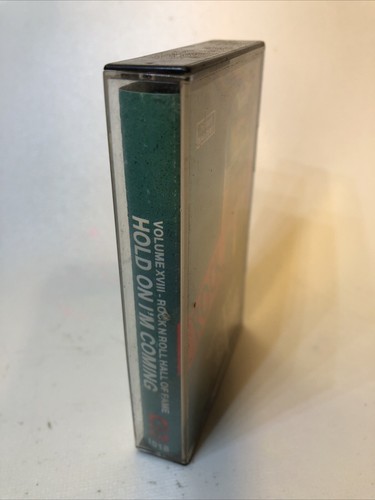 VOLUME XVIII - ROCK N ROLL HALL OF FAME
HOLD ON I'M COMING